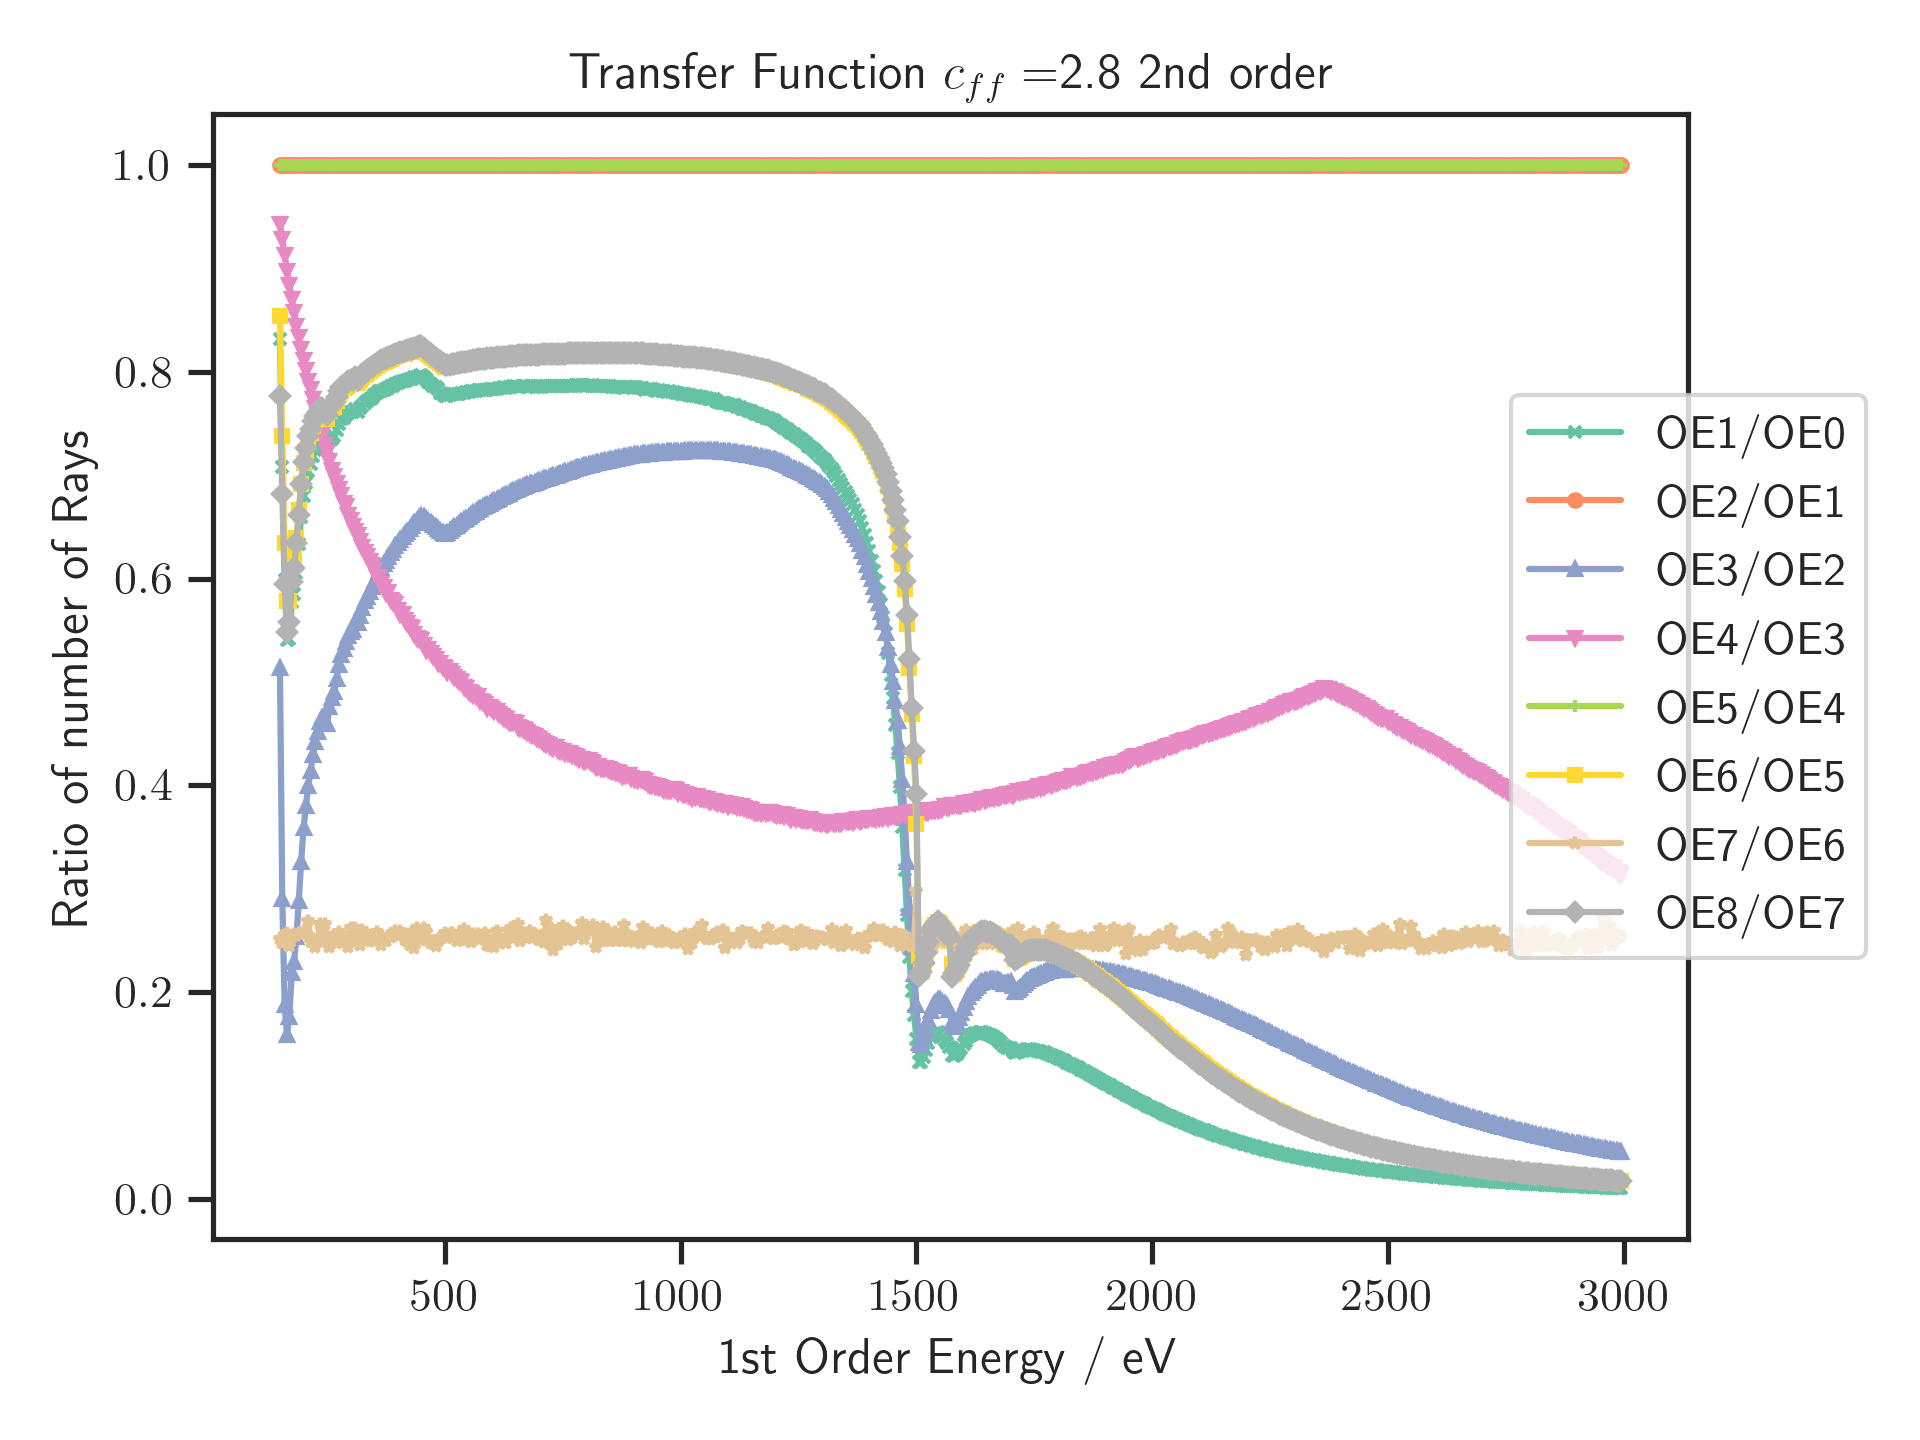 Transfer Function c_ff =2.8 2nd order
Ratio of number of Rays
1.0
0.8
0.6
0.4
0.2
0.0
500 1000 1500 2000 2500 3000
1st Order Energy / eV
OE1/OE0
OE2/OE1
OE3/OE2
OE4/OE3
OE5/OE4
OE6/OE5
OE7/OE6
OE8/OE7